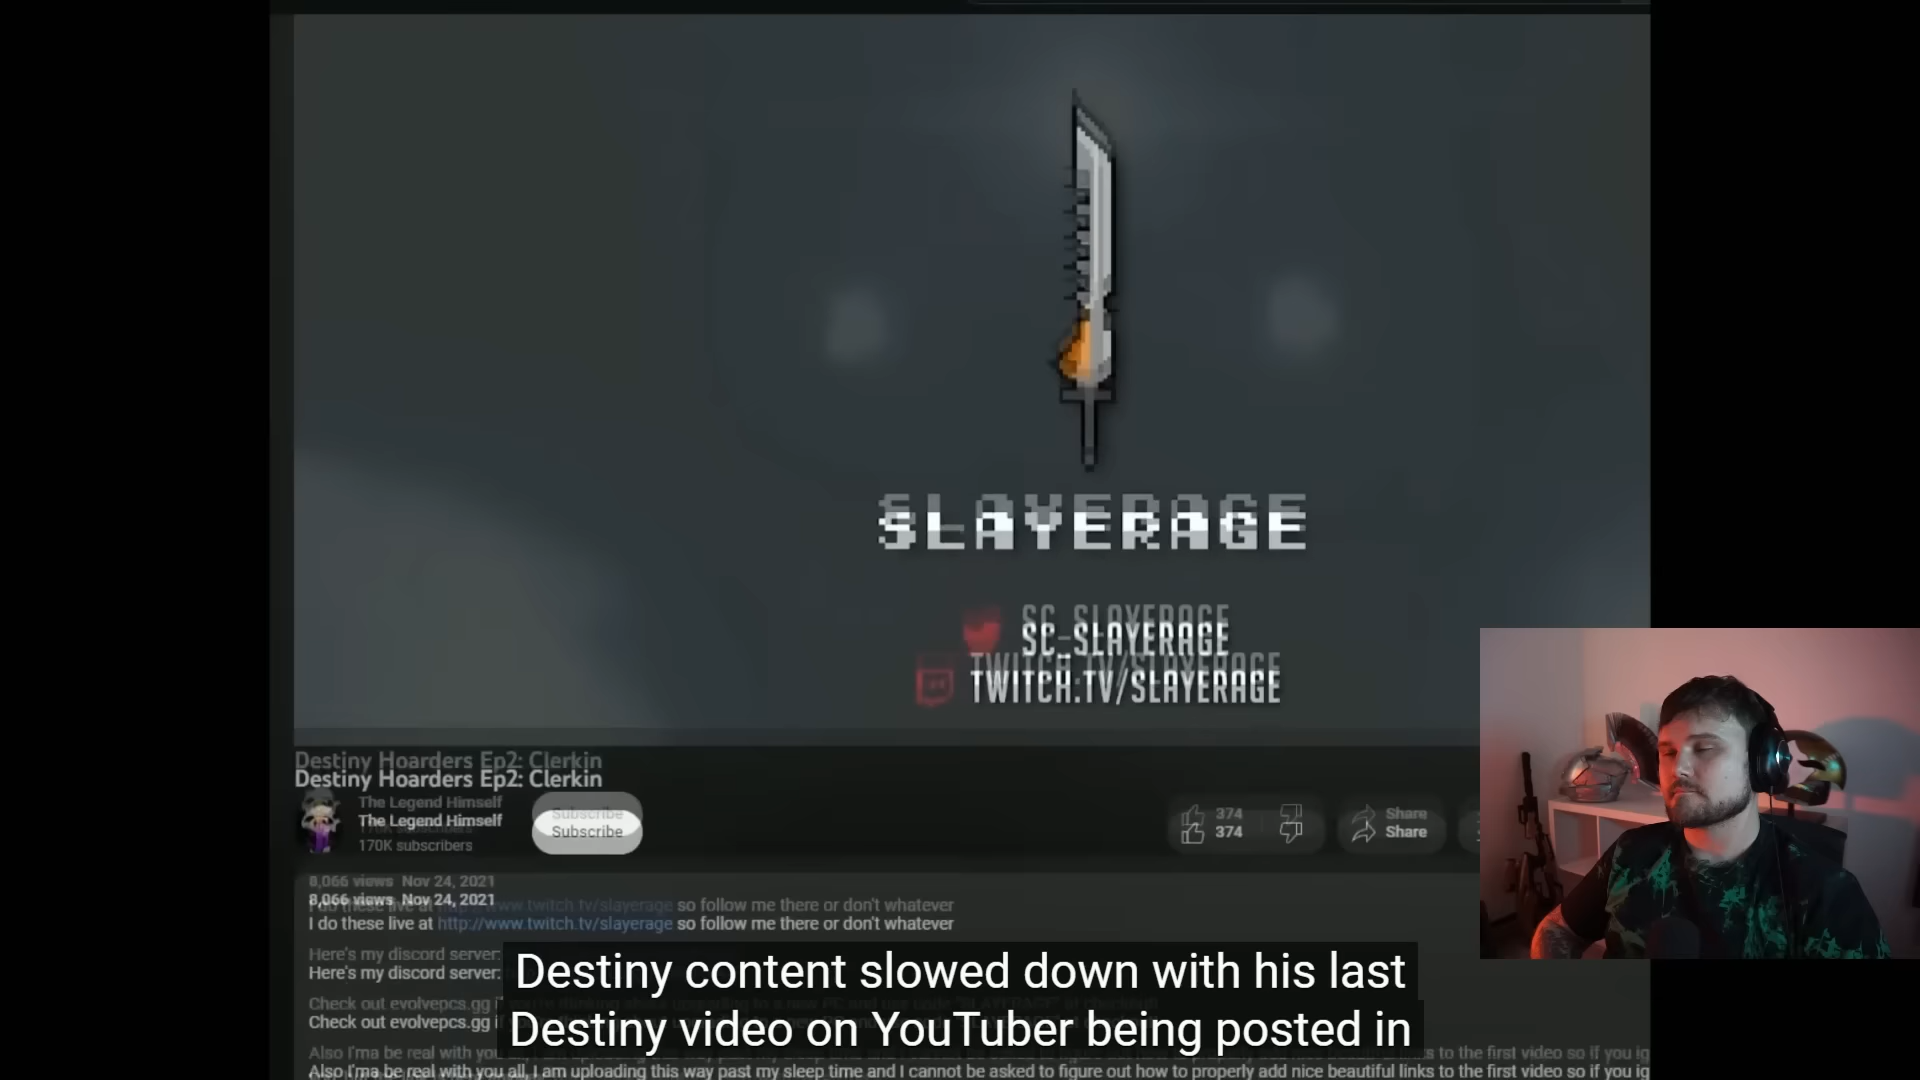 SLAYERAGE
SC_SLAYERAGE
TWITCH.TV/SLAYERAGE
Destiny Hoarders Ep2: Clerkin
The Legend Himself
170K subscribers
Subscribe
374
Share
8,066 views Nov 24, 2021
I do these live at http://www.twitch.tv/slayerage so follow me there or don't whatever
Here's my discord server:
Check out evolvepcs.gg
Also I'ma be real with you all, I am uploading this way past my sleep time and I cannot be asked to figure out how to properly add nice beautiful links to the first video so if you ig
Destiny content slowed down with his last
Destiny video on YouTuber being posted in